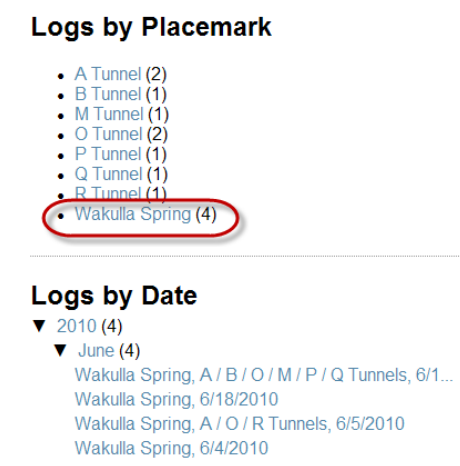 Logs by Placemark
• A Tunnel (2)
• B Tunnel (1)
• M Tunnel (1)
• O Tunnel (2)
• P Tunnel (1)
• Q Tunnel (1)
• R Tunnel (1)
• Wakulla Spring (4)
Logs by Date
▼ 2010 (4)
▼ June (4)
Wakulla Spring, A / B / O / M / P / Q Tunnels, 6/1...
Wakulla Spring, 6/18/2010
Wakulla Spring, A / O / R Tunnels, 6/5/2010
Wakulla Spring, 6/4/2010